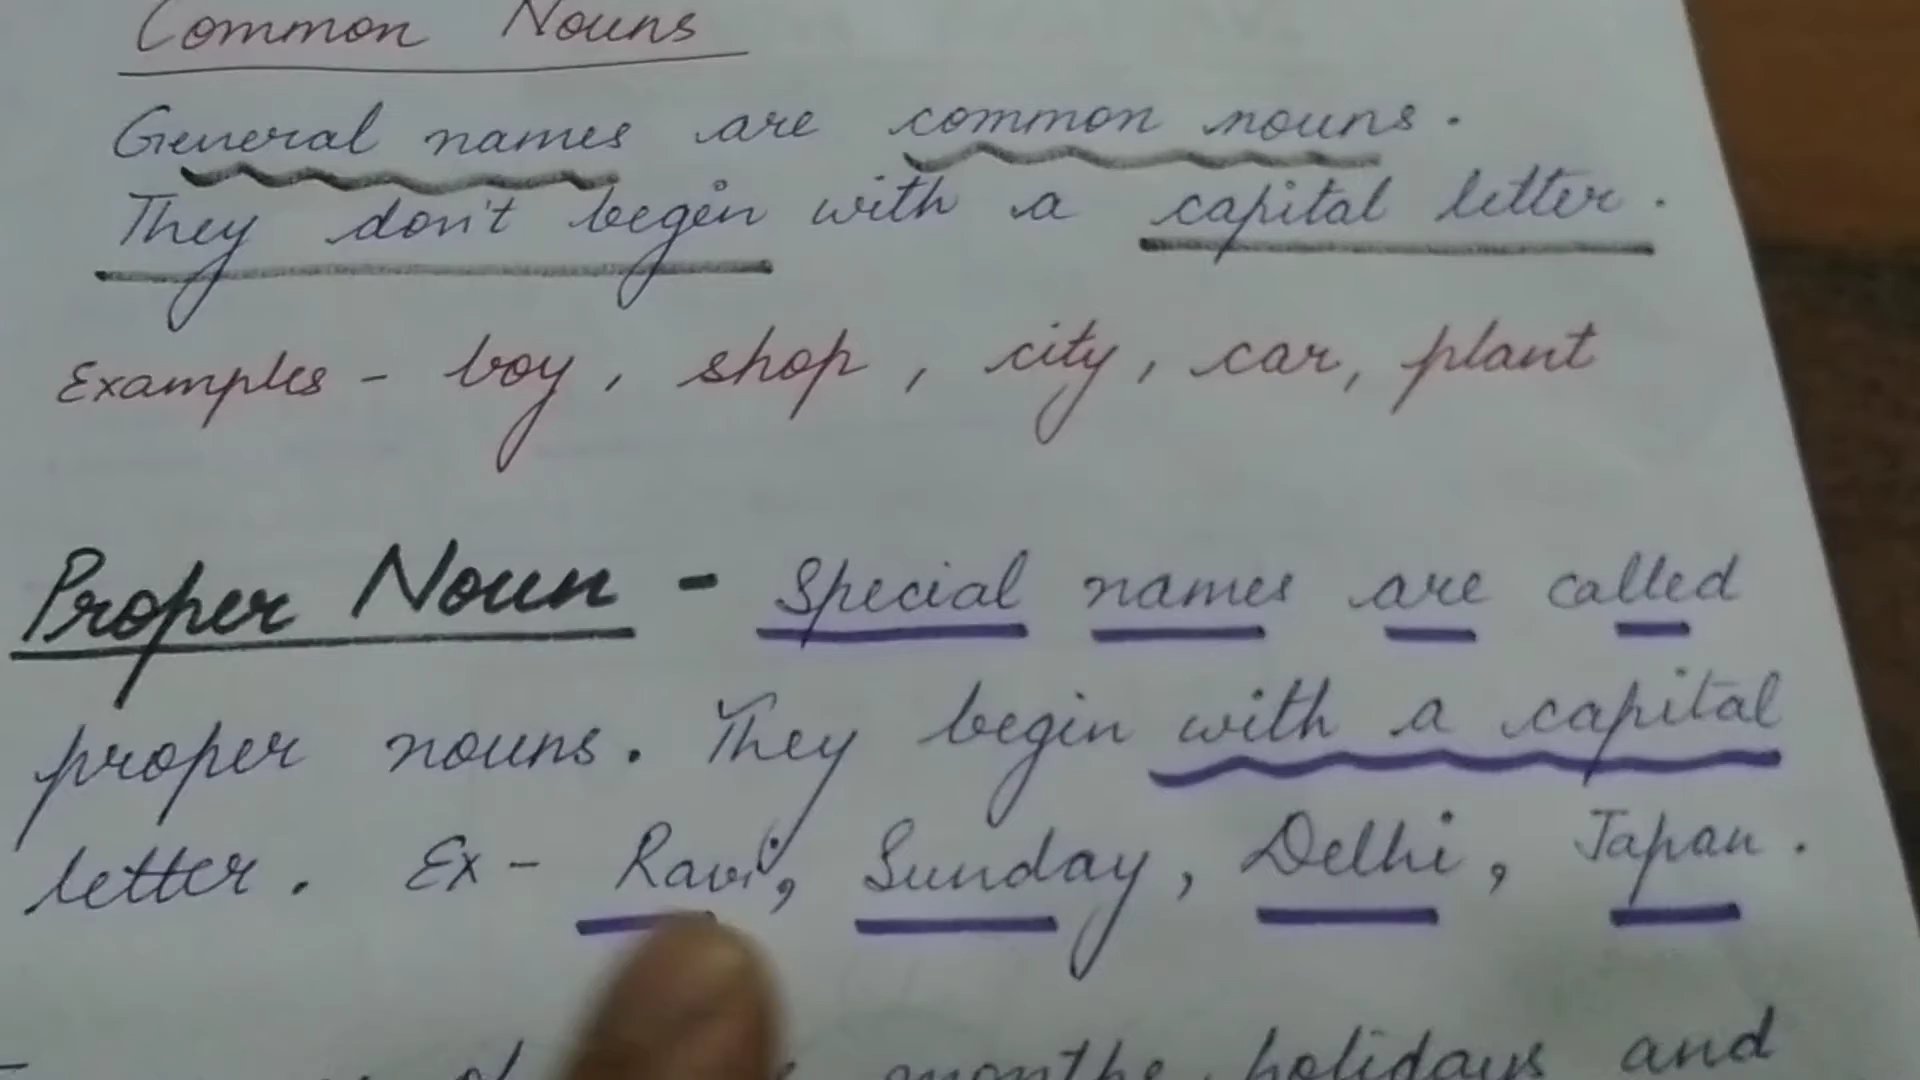 Common Nouns
General names are common nouns.
They don't begin with a capital letter.
Examples - boy, shop, city, car, plant
Proper Noun - Special names are called
proper nouns. They begin with a capital
letter. Ex - Ravi, Sunday, Delhi, Japan.
months, holidays and